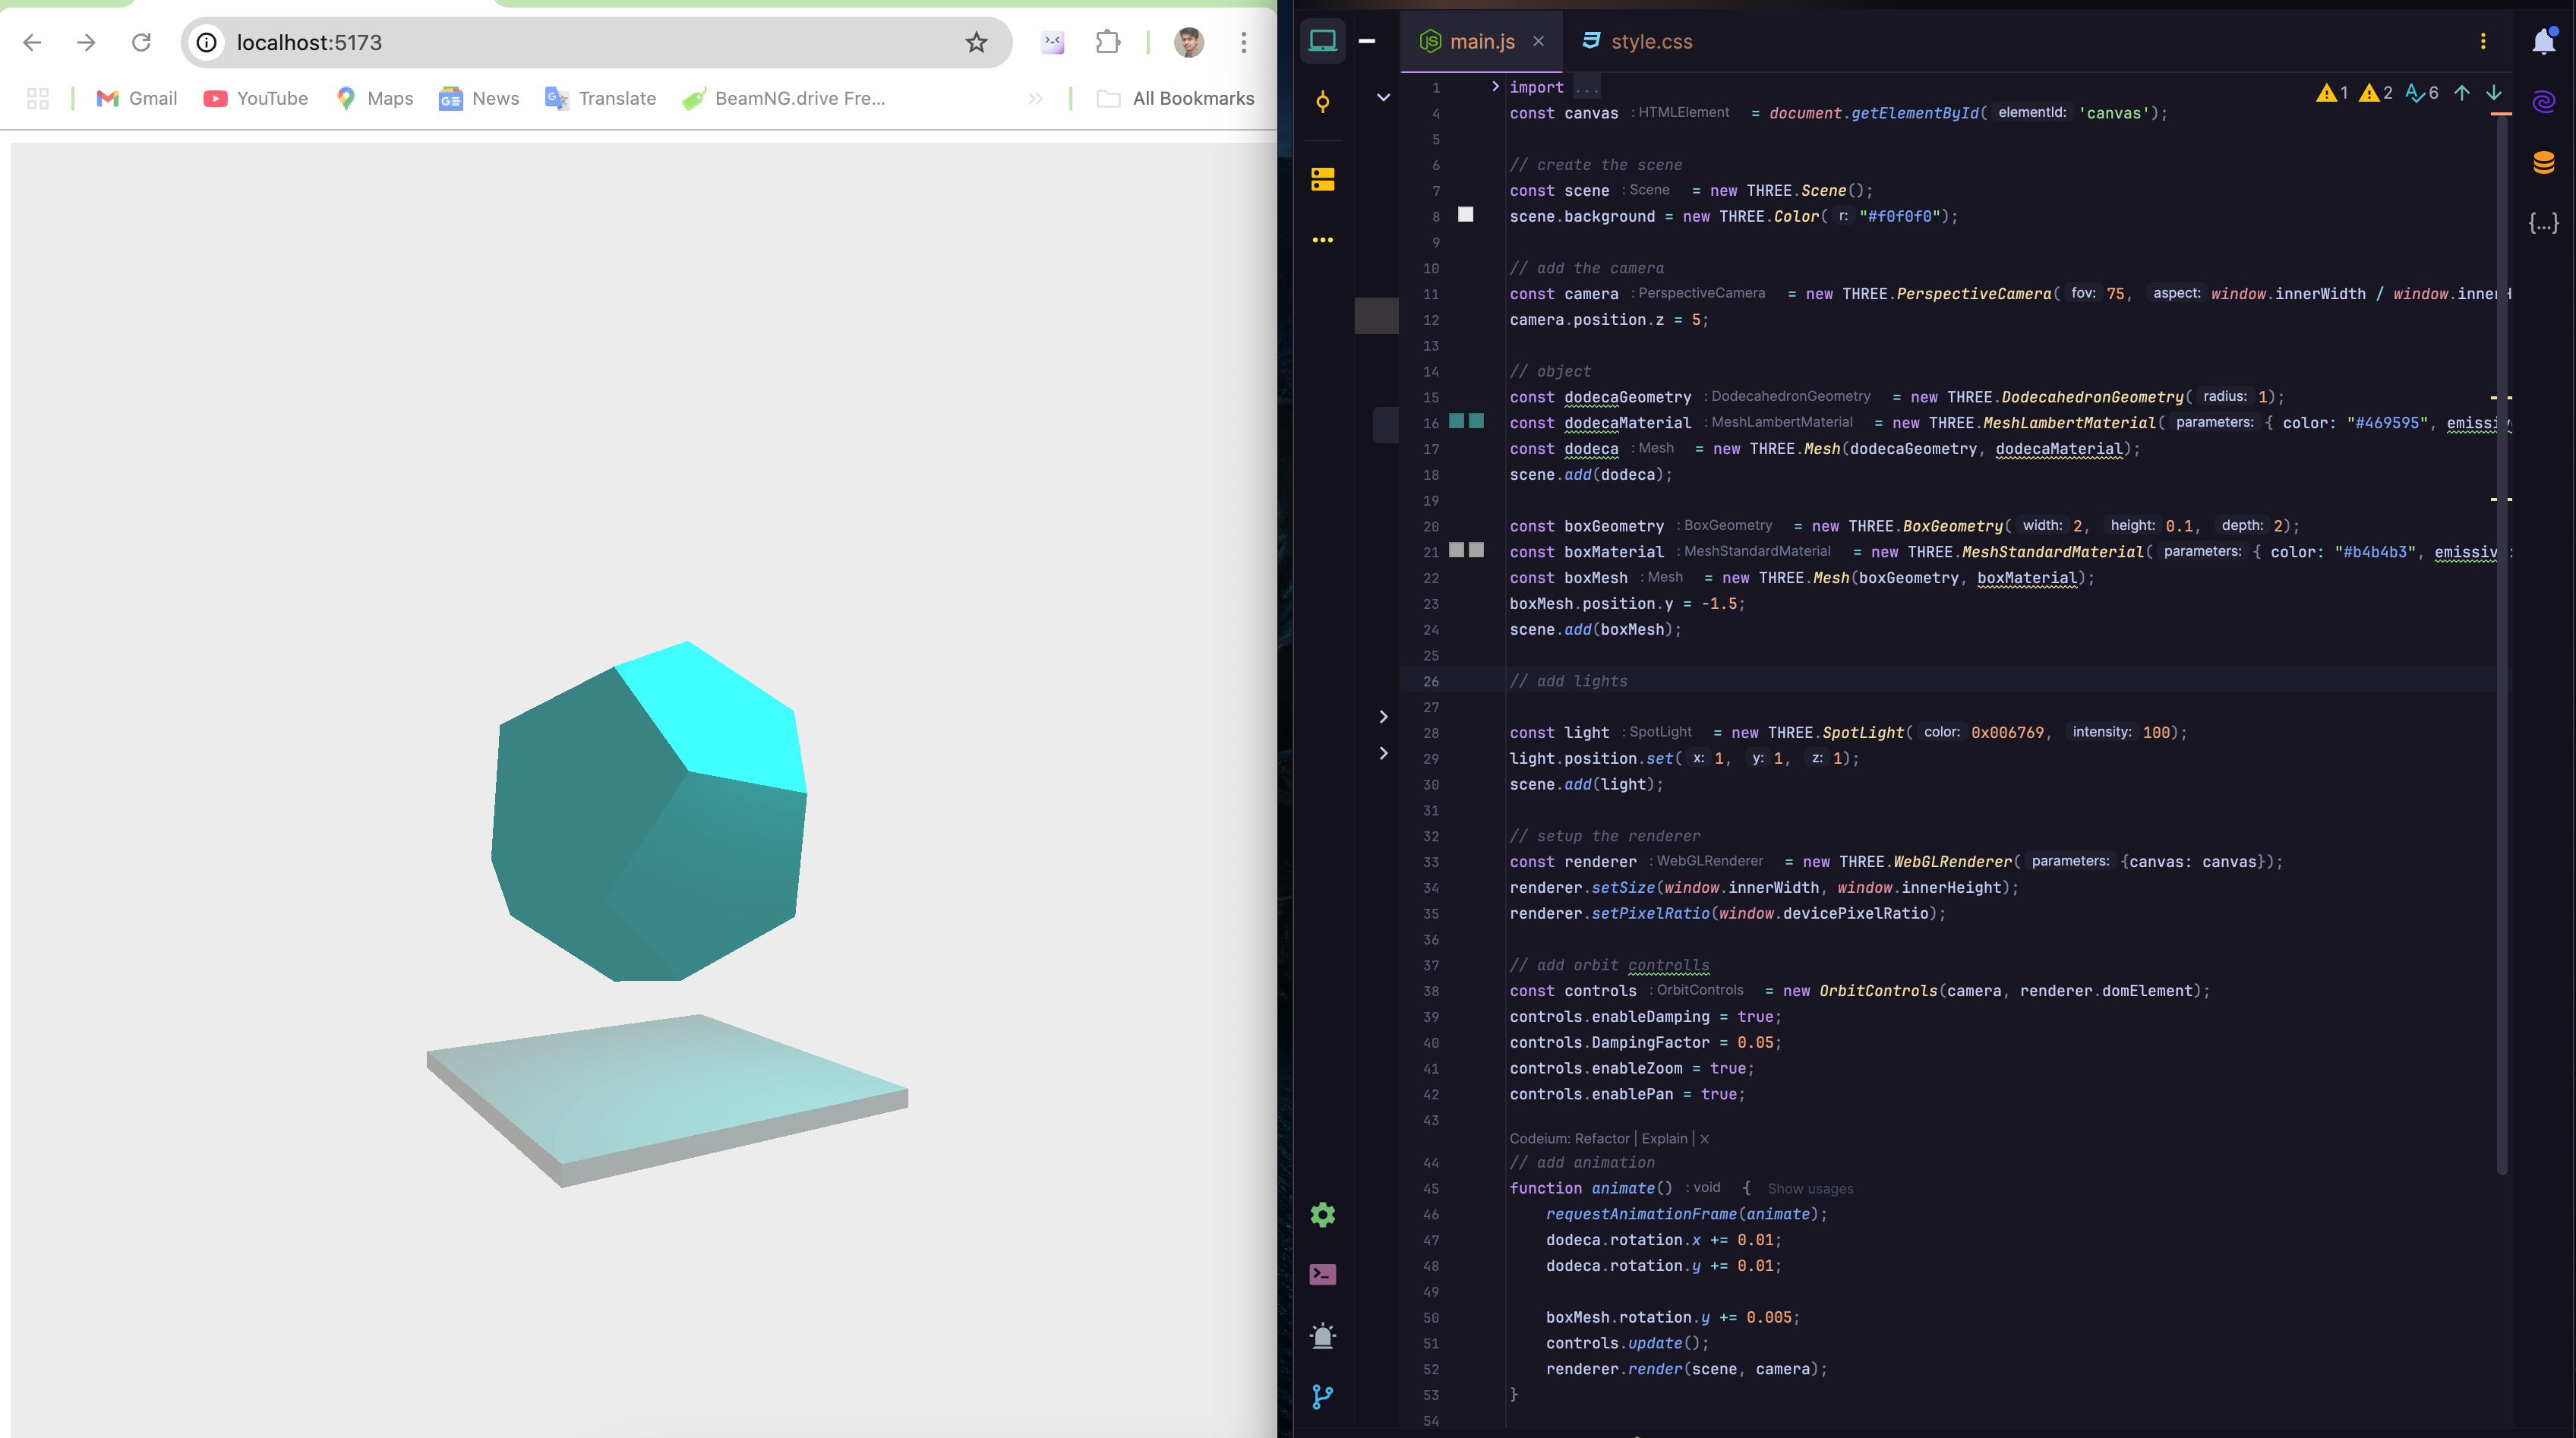 localhost:5173
Gmail YouTube Maps News Translate BeamNG.drive Fre... All Bookmarks
main.js style.css
1 2 6
1 import ...
4 const canvas : HTMLElement = document.getElementById( elementId: 'canvas');
5
6 // create the scene
7 const scene : Scene = new THREE.Scene();
8 scene.background = new THREE.Color( r: "#f0f0f0");
9
10 // add the camera
11 const camera : PerspectiveCamera = new THREE.PerspectiveCamera( fov: 75, aspect: window.innerWidth / window.innerH
12 camera.position.z = 5;
13
14 // object
15 const dodecaGeometry : DodecahedronGeometry = new THREE.DodecahedronGeometry( radius: 1);
16 const dodecaMaterial : MeshLambertMaterial = new THREE.MeshLambertMaterial( parameters: { color: "#469595", emissiv
17 const dodeca : Mesh = new THREE.Mesh(dodecaGeometry, dodecaMaterial);
18 scene.add(dodeca);
19
20 const boxGeometry : BoxGeometry = new THREE.BoxGeometry( width: 2, height: 0.1, depth: 2);
21 const boxMaterial : MeshStandardMaterial = new THREE.MeshStandardMaterial( parameters: { color: "#b4b4b3", emissiv
22 const boxMesh : Mesh = new THREE.Mesh(boxGeometry, boxMaterial);
23 boxMesh.position.y = -1.5;
24 scene.add(boxMesh);
25
26 // add lights
27
28 const light : SpotLight = new THREE.SpotLight( color: 0x006769, intensity: 100);
29 light.position.set( x: 1, y: 1, z: 1);
30 scene.add(light);
31
32 // setup the renderer
33 const renderer : WebGLRenderer = new THREE.WebGLRenderer( parameters: {canvas: canvas});
34 renderer.setSize(window.innerWidth, window.innerHeight);
35 renderer.setPixelRatio(window.devicePixelRatio);
36
37 // add orbit controlls
38 const controls : OrbitControls = new OrbitControls(camera, renderer.domElement);
39 controls.enableDamping = true;
40 controls.DampingFactor = 0.05;
41 controls.enableZoom = true;
42 controls.enablePan = true;
43
Codeium: Refactor | Explain | X
44 // add animation
45 function animate() : void { Show usages
46 requestAnimationFrame(animate);
47 dodeca.rotation.x += 0.01;
48 dodeca.rotation.y += 0.01;
49
50 boxMesh.rotation.y += 0.005;
51 controls.update();
52 renderer.render(scene, camera);
53 }
54